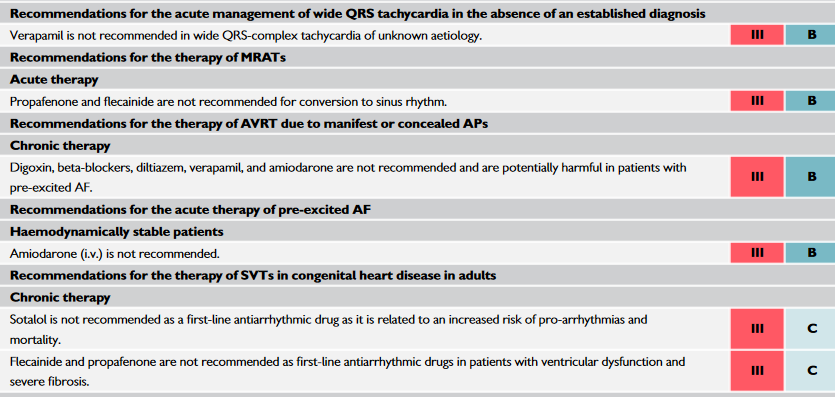 Recommendations for the acute management of wide QRS tachycardia in the absence of an established diagnosis
Verapamil is not recommended in wide QRS-complex tachycardia of unknown aetiology. III B
Recommendations for the therapy of MRATs
Acute therapy
Propafenone and flecainide are not recommended for conversion to sinus rhythm. III B
Recommendations for the therapy of AVRT due to manifest or concealed APs
Chronic therapy
Digoxin, beta-blockers, diltiazem, verapamil, and amiodarone are not recommended and are potentially harmful in patients with
pre-excited AF. III B
Recommendations for the acute therapy of pre-excited AF
Haemodynamically stable patients
Amiodarone (i.v.) is not recommended. III B
Recommendations for the therapy of SVTs in congenital heart disease in adults
Chronic therapy
Sotalol is not recommended as a first-line antiarrhythmic drug as it is related to an increased risk of pro-arrhythmias and
mortality. III C
Flecainide and propafenone are not recommended as first-line antiarrhythmic drugs in patients with ventricular dysfunction and
severe fibrosis. III C